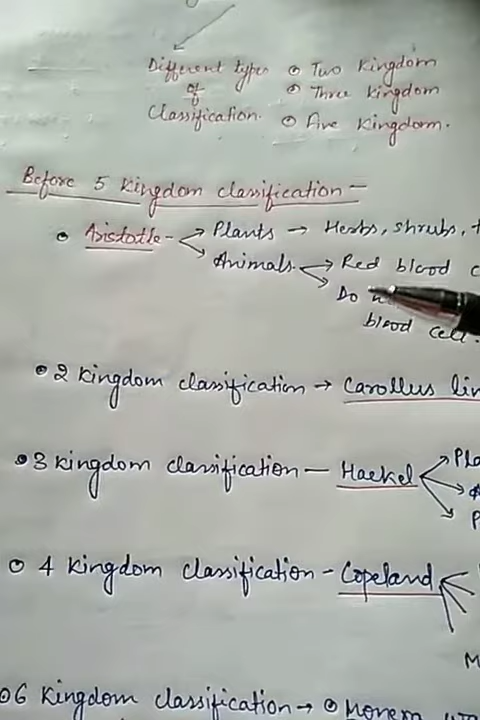 Different types ⊙ Two Kingdom
of ⊙ Three Kingdom
Classification. ⊙ Five Kingdom.
Before 5 Kingdom classification -
Aristotle - Plants → Herbs, shrubs,
Animals. → Red blood
Do
blood cell.
2 Kingdom classification → Carollus
3 Kingdom classification - Haekel
4 Kingdom classification - Copeland
M
6 Kingdom classification →